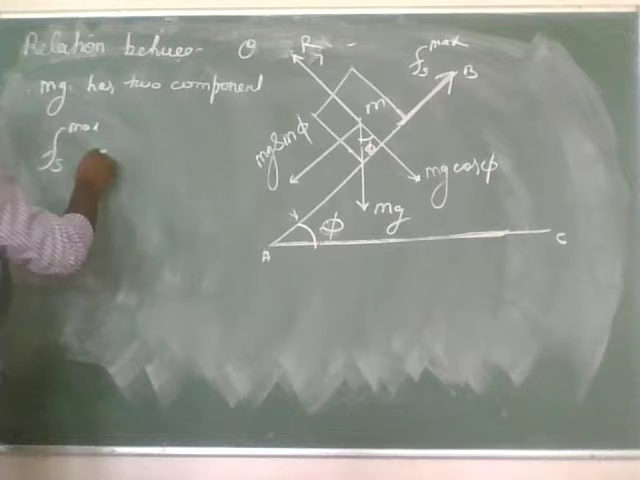 Relation between θ
mg has two component
fs max
R
fs max
B
m
mg sin ϕ
ϕ
mg cos ϕ
mg
ϕ
A
C